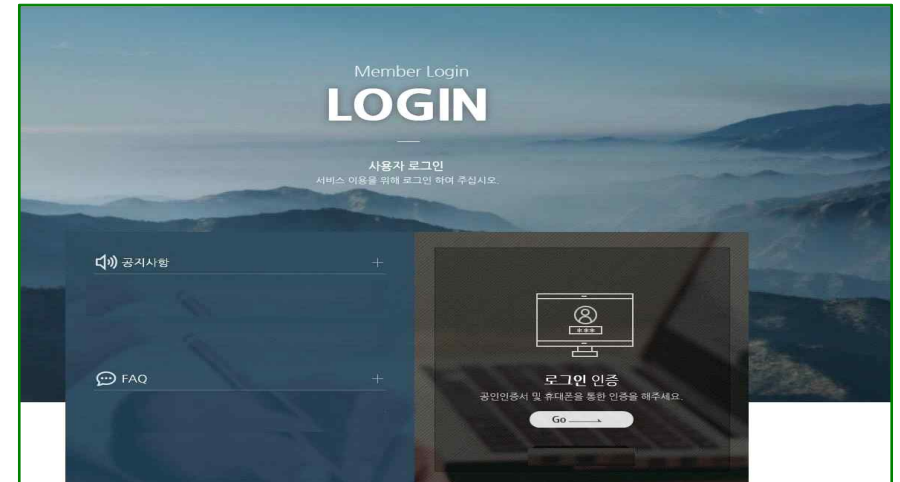 Member Login
LOGIN
사용자 로그인
서비스 이용을 위해 로그인 하여 주십시오.
공지사항 +
FAQ +
***
로그인 인증
공인인증서 및 휴대폰을 통한 인증을 해주세요.
Go